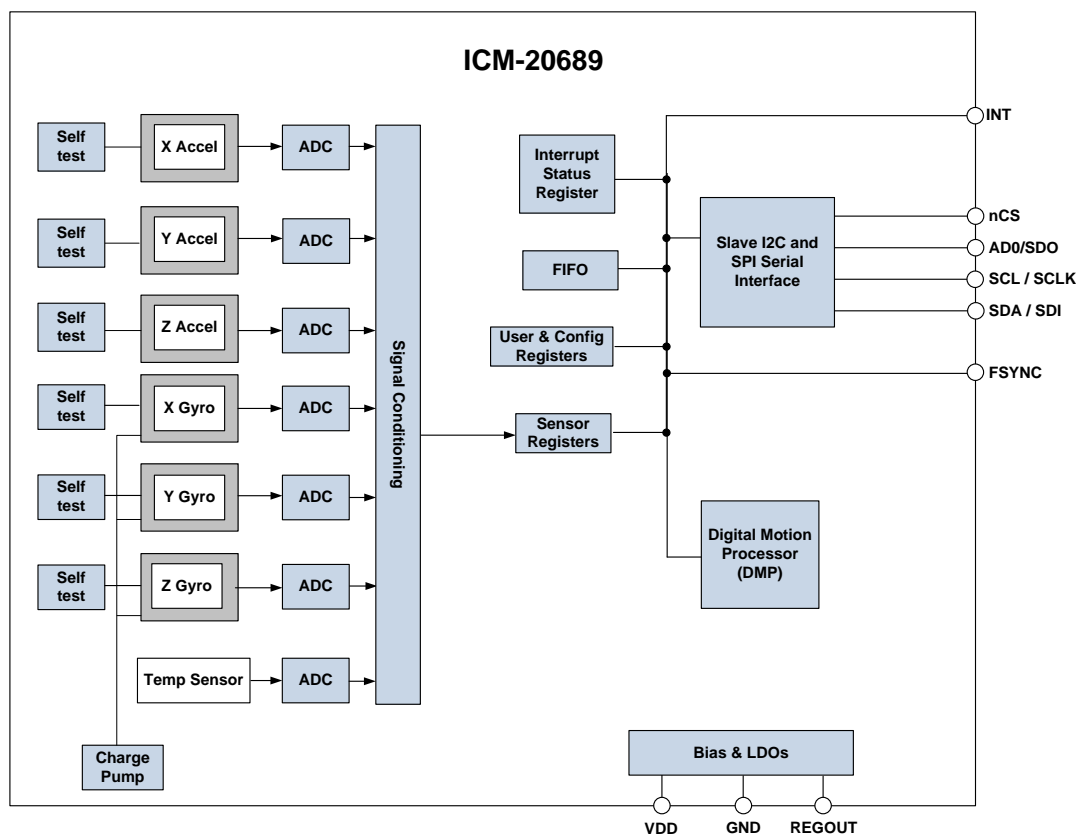 ICM-20689
Self
test
X Accel
ADC
Self
test
Y Accel
ADC
Self
test
Z Accel
ADC
Self
test
X Gyro
ADC
Self
test
Y Gyro
ADC
Self
test
Z Gyro
ADC
Temp Sensor
ADC
Charge
Pump
Signal Conditioning
Interrupt
Status
Register
FIFO
User & Config
Registers
Sensor
Registers
Slave I2C and
SPI Serial
Interface
Digital Motion
Processor
(DMP)
Bias & LDOs
INT
nCS
AD0/SDO
SCL / SCLK
SDA / SDI
FSYNC
VDD
GND
REGOUT